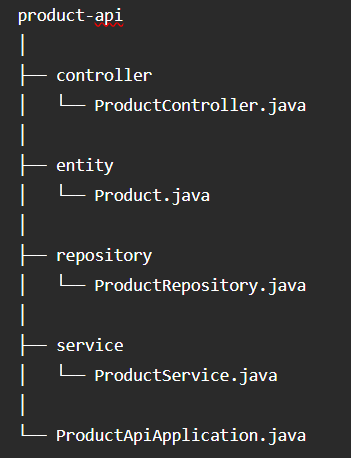 product-api
│
├── controller
│   └── ProductController.java
│
├── entity
│   └── Product.java
│
├── repository
│   └── ProductRepository.java
│
├── service
│   └── ProductService.java
│
└── ProductApiApplication.java